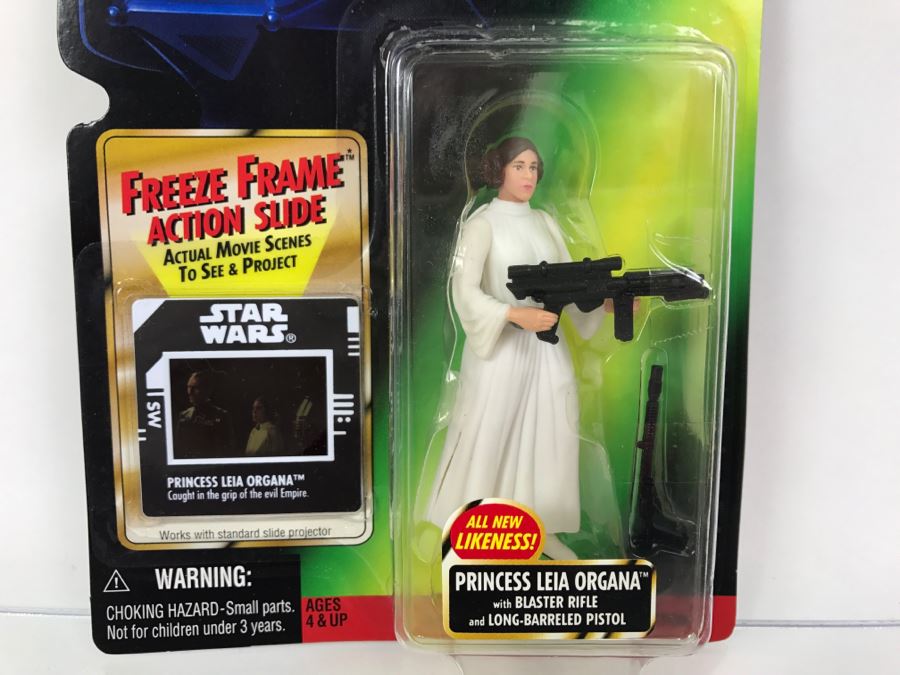 FREEZE FRAME™
ACTION SLIDE
ACTUAL MOVIE SCENES
TO SEE & PROJECT
STAR
WARS®
SW
PRINCESS LEIA ORGANA™
Caught in the grip of the evil Empire.
Works with standard slide projector
WARNING:
CHOKING HAZARD-Small parts.
Not for children under 3 years.
AGES
4 & UP
ALL NEW
LIKENESS!
PRINCESS LEIA ORGANA™
with BLASTER RIFLE
and LONG-BARRELED PISTOL